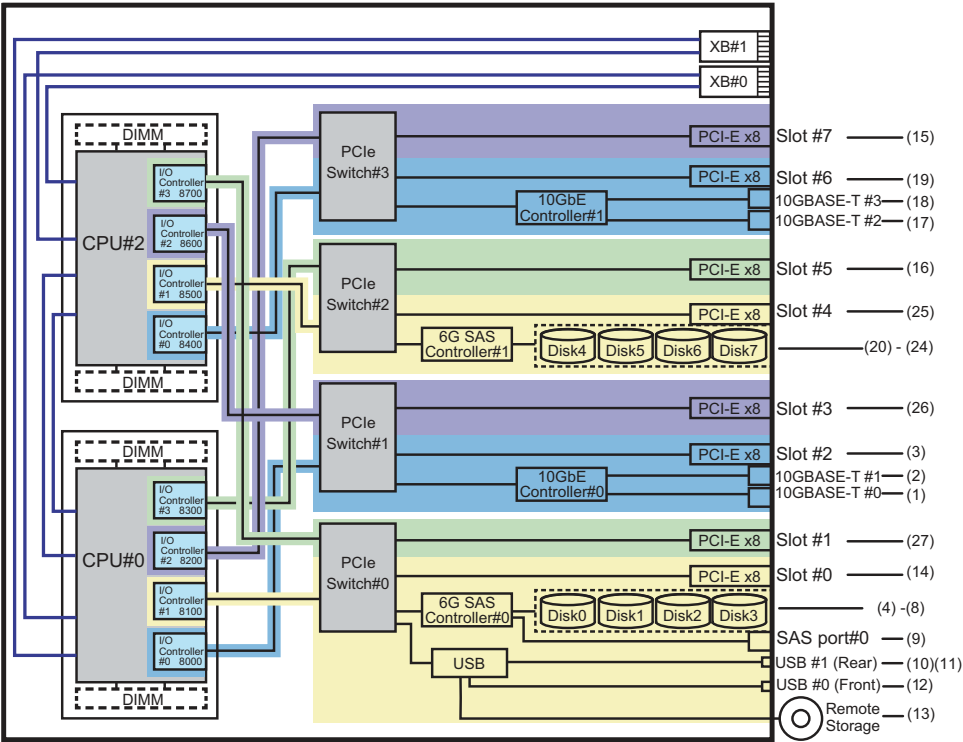 XB#1
XB#0
DIMM
I/O
Controller
#3 8700
I/O
Controller
#2 8600
CPU#2
I/O
Controller
#1 8500
I/O
Controller
#0 8400
DIMM
DIMM
I/O
Controller
#3 8300
I/O
Controller
#2 8200
CPU#0
I/O
Controller
#1 8100
I/O
Controller
#0 8000
DIMM
PCIe
Switch#3
PCI-E x8 Slot #7 (15)
PCI-E x8 Slot #6 (19)
10GbE
Controller#1
10GBASE-T #3 (18)
10GBASE-T #2 (17)
PCIe
Switch#2
PCI-E x8 Slot #5 (16)
PCI-E x8 Slot #4 (25)
6G SAS
Controller#1
Disk4 Disk5 Disk6 Disk7 (20) - (24)
PCIe
Switch#1
PCI-E x8 Slot #3 (26)
PCI-E x8 Slot #2 (3)
10GbE
Controller#0
10GBASE-T #1 (2)
10GBASE-T #0 (1)
PCIe
Switch#0
PCI-E x8 Slot #1 (27)
PCI-E x8 Slot #0 (14)
6G SAS
Controller#0
Disk0 Disk1 Disk2 Disk3 (4) -(8)
SAS port#0 (9)
USB
USB #1 (Rear) (10)(11)
USB #0 (Front) (12)
Remote
Storage (13)